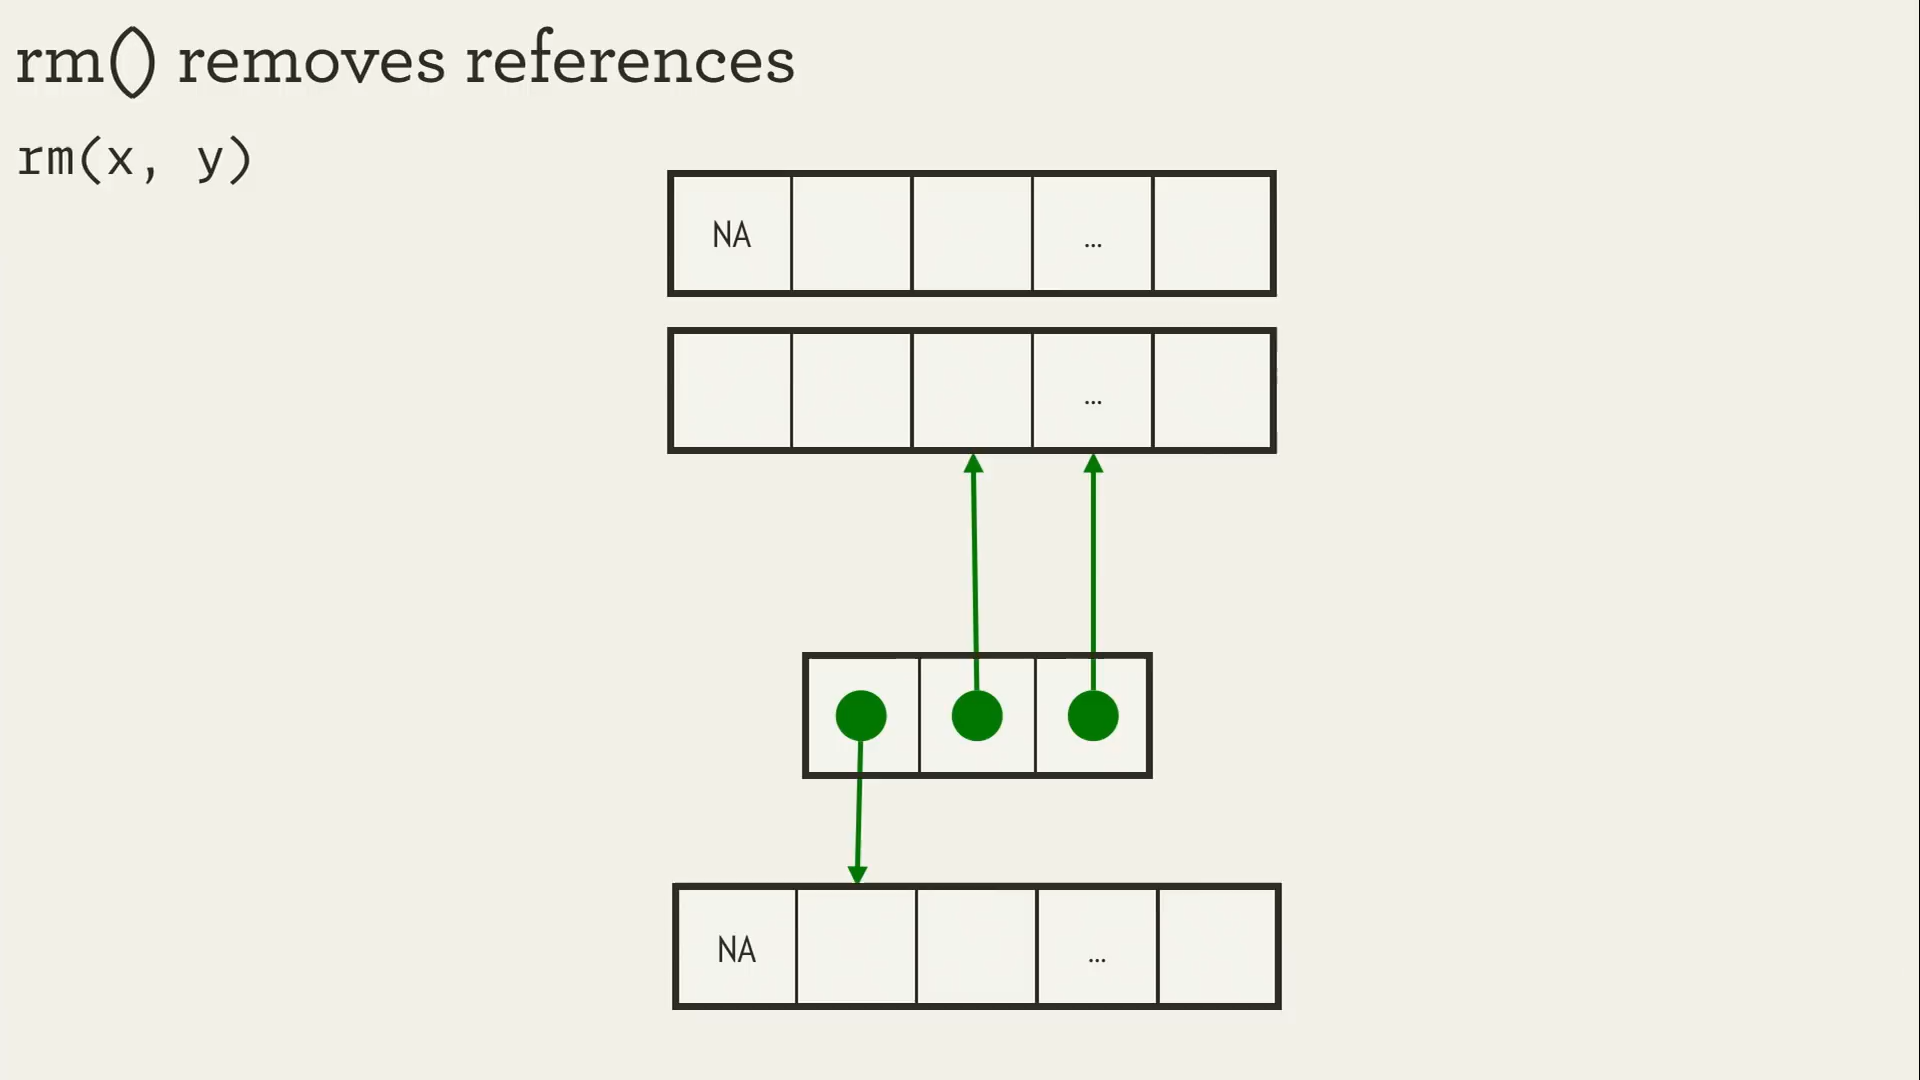 rm() removes references
rm(x, y)
NA
...
...
NA
...